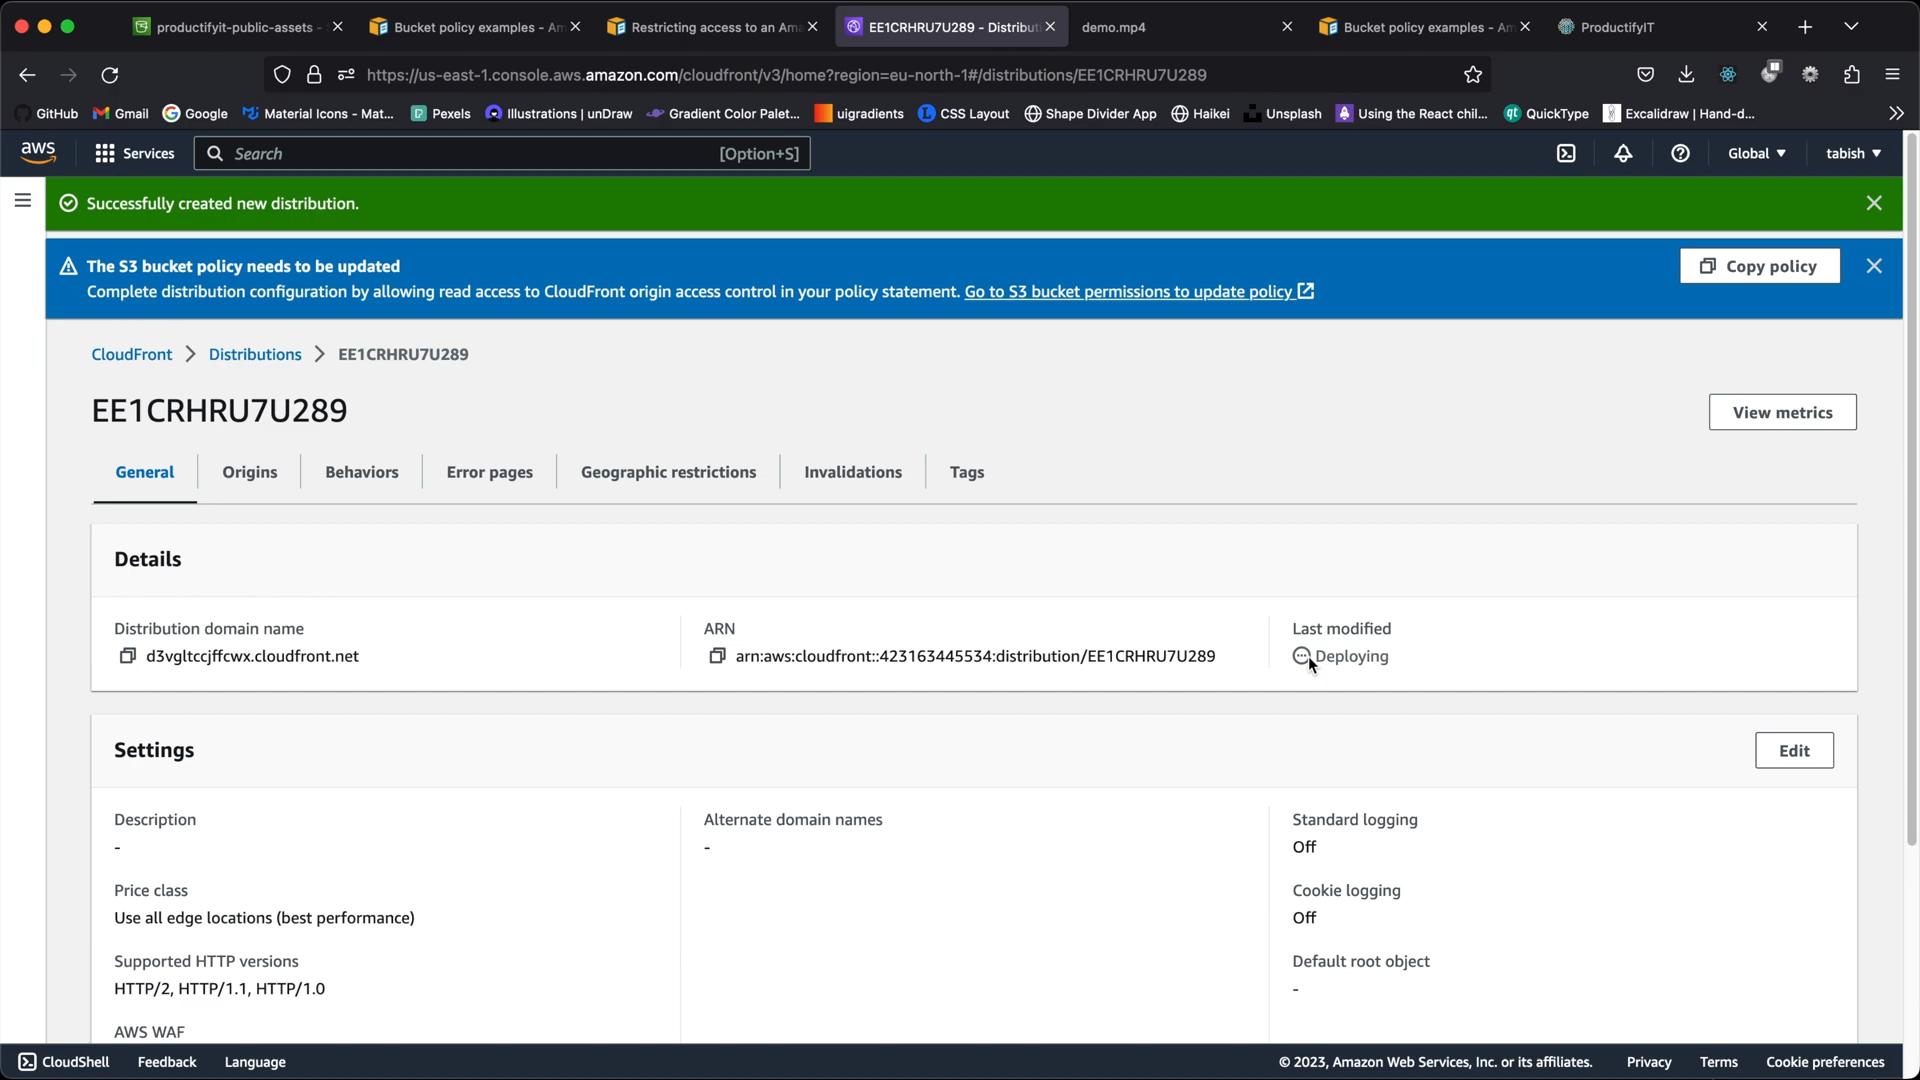 productifyit-public-assets -
Bucket policy examples - Am
Restricting access to an Ama
EE1CRHRU7U289 - Distribut
demo.mp4
Bucket policy examples - Am
ProductifyIT
https://us-east-1.console.aws.amazon.com/cloudfront/v3/home?region=eu-north-1#/distributions/EE1CRHRU7U289
GitHub
Gmail
Google
Material Icons - Mat...
Pexels
Illustrations | unDraw
Gradient Color Palet...
uigradients
CSS Layout
Shape Divider App
Haikei
Unsplash
Using the React chil...
QuickType
Excalidraw | Hand-d...
aws
Services
Search
[Option+S]
Global
tabish
Successfully created new distribution.
The S3 bucket policy needs to be updated
Complete distribution configuration by allowing read access to CloudFront origin access control in your policy statement. Go to S3 bucket permissions to update policy
Copy policy
CloudFront
Distributions
EE1CRHRU7U289
EE1CRHRU7U289
View metrics
General
Origins
Behaviors
Error pages
Geographic restrictions
Invalidations
Tags
Details
Distribution domain name
d3vgltccjffcwx.cloudfront.net
ARN
arn:aws:cloudfront::423163445534:distribution/EE1CRHRU7U289
Last modified
Deploying
Settings
Edit
Description
-
Alternate domain names
-
Standard logging
Off
Price class
Use all edge locations (best performance)
Cookie logging
Off
Supported HTTP versions
HTTP/2, HTTP/1.1, HTTP/1.0
Default root object
-
AWS WAF
CloudShell
Feedback
Language
© 2023, Amazon Web Services, Inc. or its affiliates.
Privacy
Terms
Cookie preferences